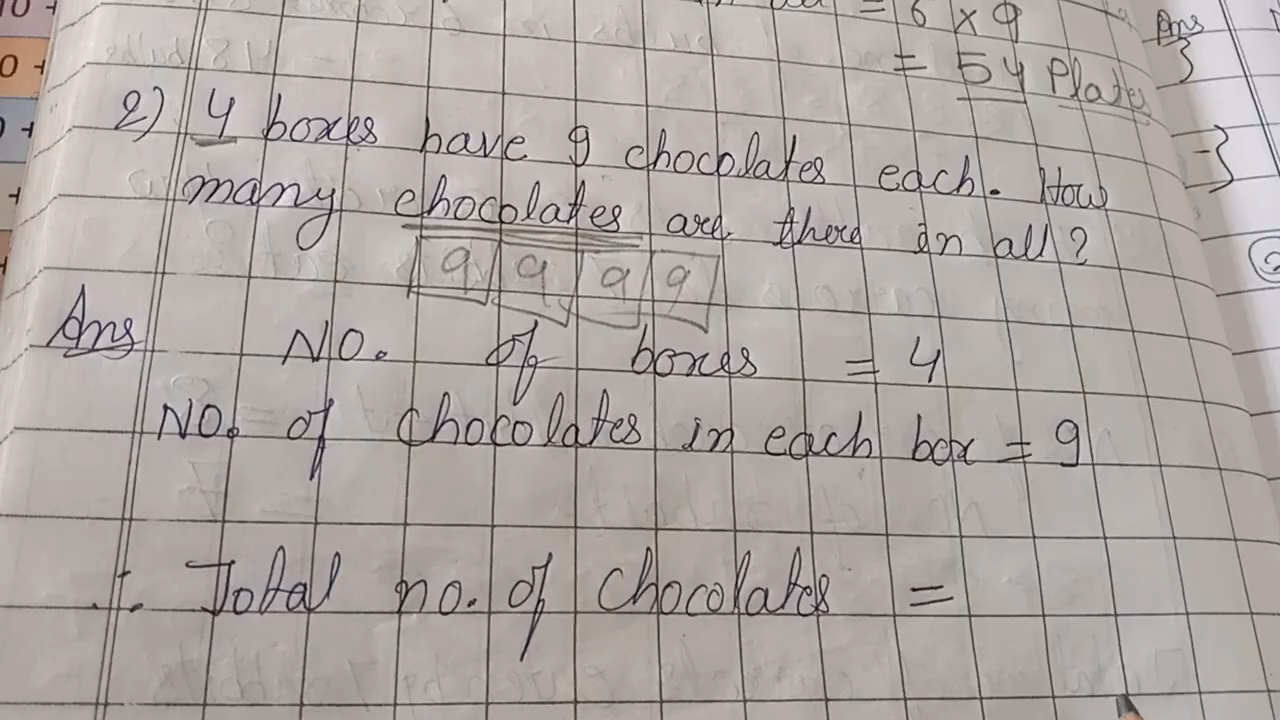 = 6 × 9
= 54 Plates
Ans
2) 4 boxes have 9 chocolates each. How
many chocolates are there in all?
9 9 9 9
Ans No. of boxes = 4
No. of chocolates in each box = 9
∴ Total no. of chocolates =